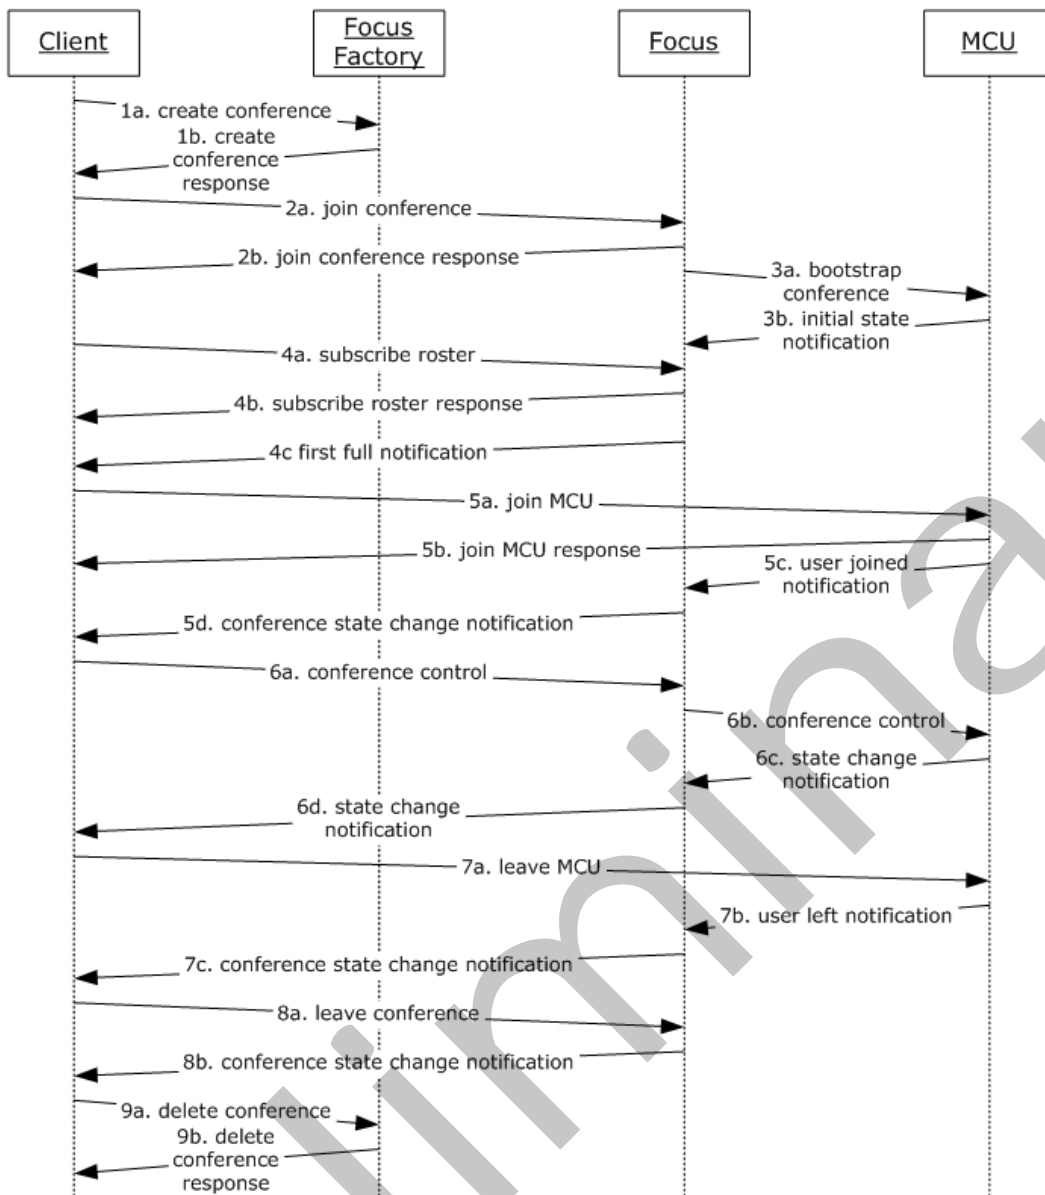 Client
Focus
Factory
Focus
MCU
1a. create conference
1b. create
conference
response
2a. join conference
2b. join conference response
3a. bootstrap
conference
3b. initial state
notification
4a. subscribe roster
4b. subscribe roster response
4c first full notification
5a. join MCU
5b. join MCU response
5c. user joined
notification
5d. conference state change notification
6a. conference control
6b. conference control
6c. state change
notification
6d. state change
notification
7a. leave MCU
7b. user left notification
7c. conference state change notification
8a. leave conference
8b. conference state change notification
9a. delete conference
9b. delete
conference
response
limina